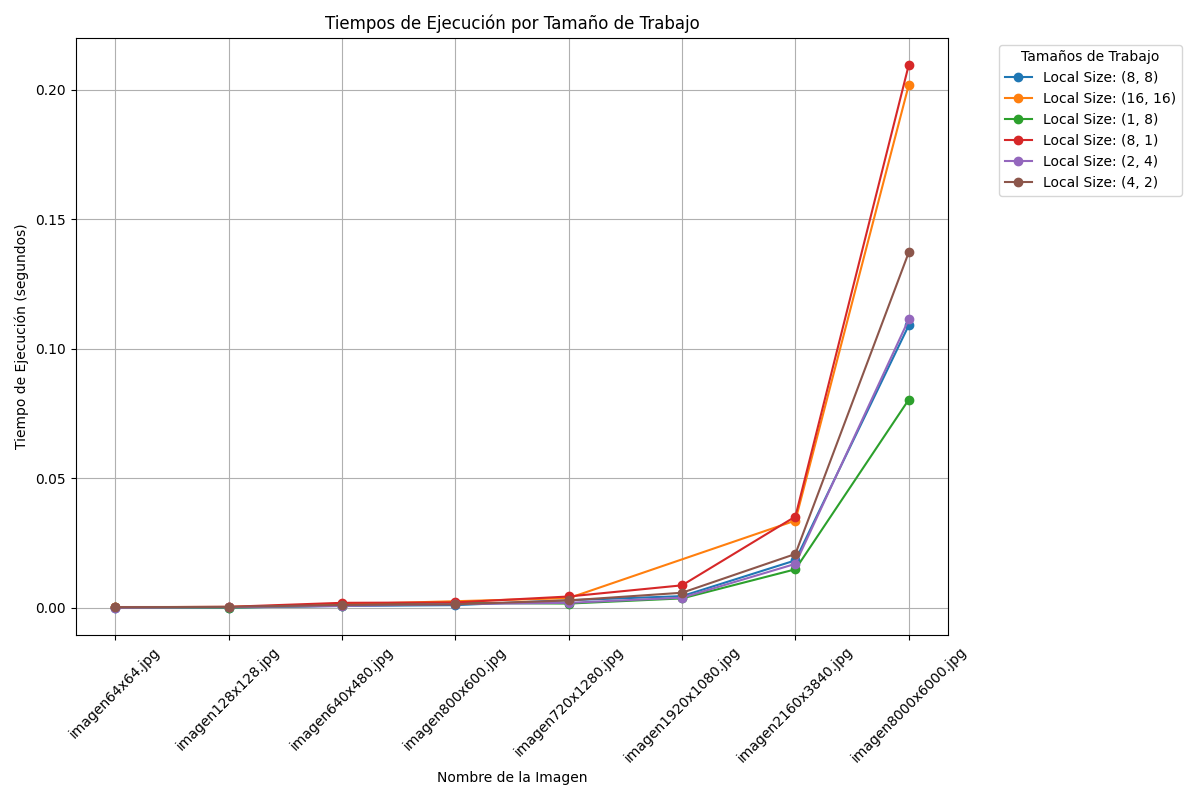 Tiempos de Ejecución por Tamaño de Trabajo
Tamaños de Trabajo
Local Size: (8, 8)
Local Size: (16, 16)
Local Size: (1, 8)
Local Size: (8, 1)
Local Size: (2, 4)
Local Size: (4, 2)
Tiempo de Ejecución (segundos)
0.20
0.15
0.10
0.05
0.00
imagen64x64.jpg
imagen128x128.jpg
imagen640x480.jpg
imagen800x600.jpg
imagen720x1280.jpg
imagen1920x1080.jpg
imagen2160x3840.jpg
imagen8000x6000.jpg
Nombre de la Imagen